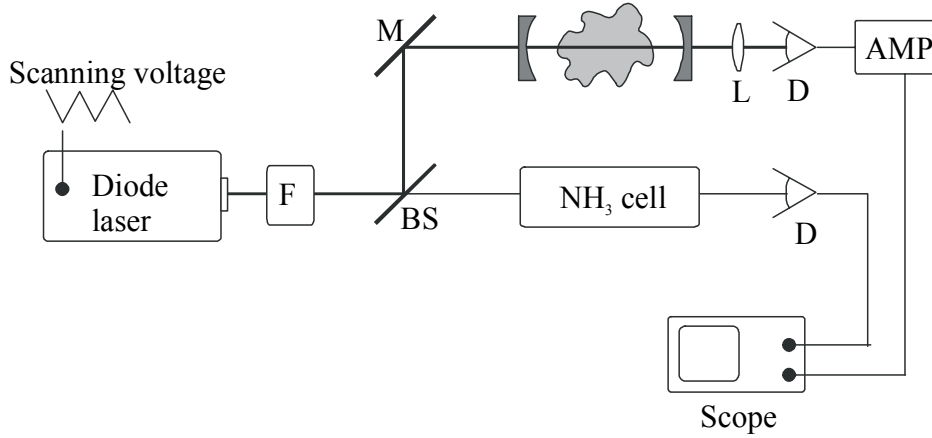 M
AMP
Scanning voltage
L
D
Diode
laser
F
BS
NH₃ cell
D
Scope